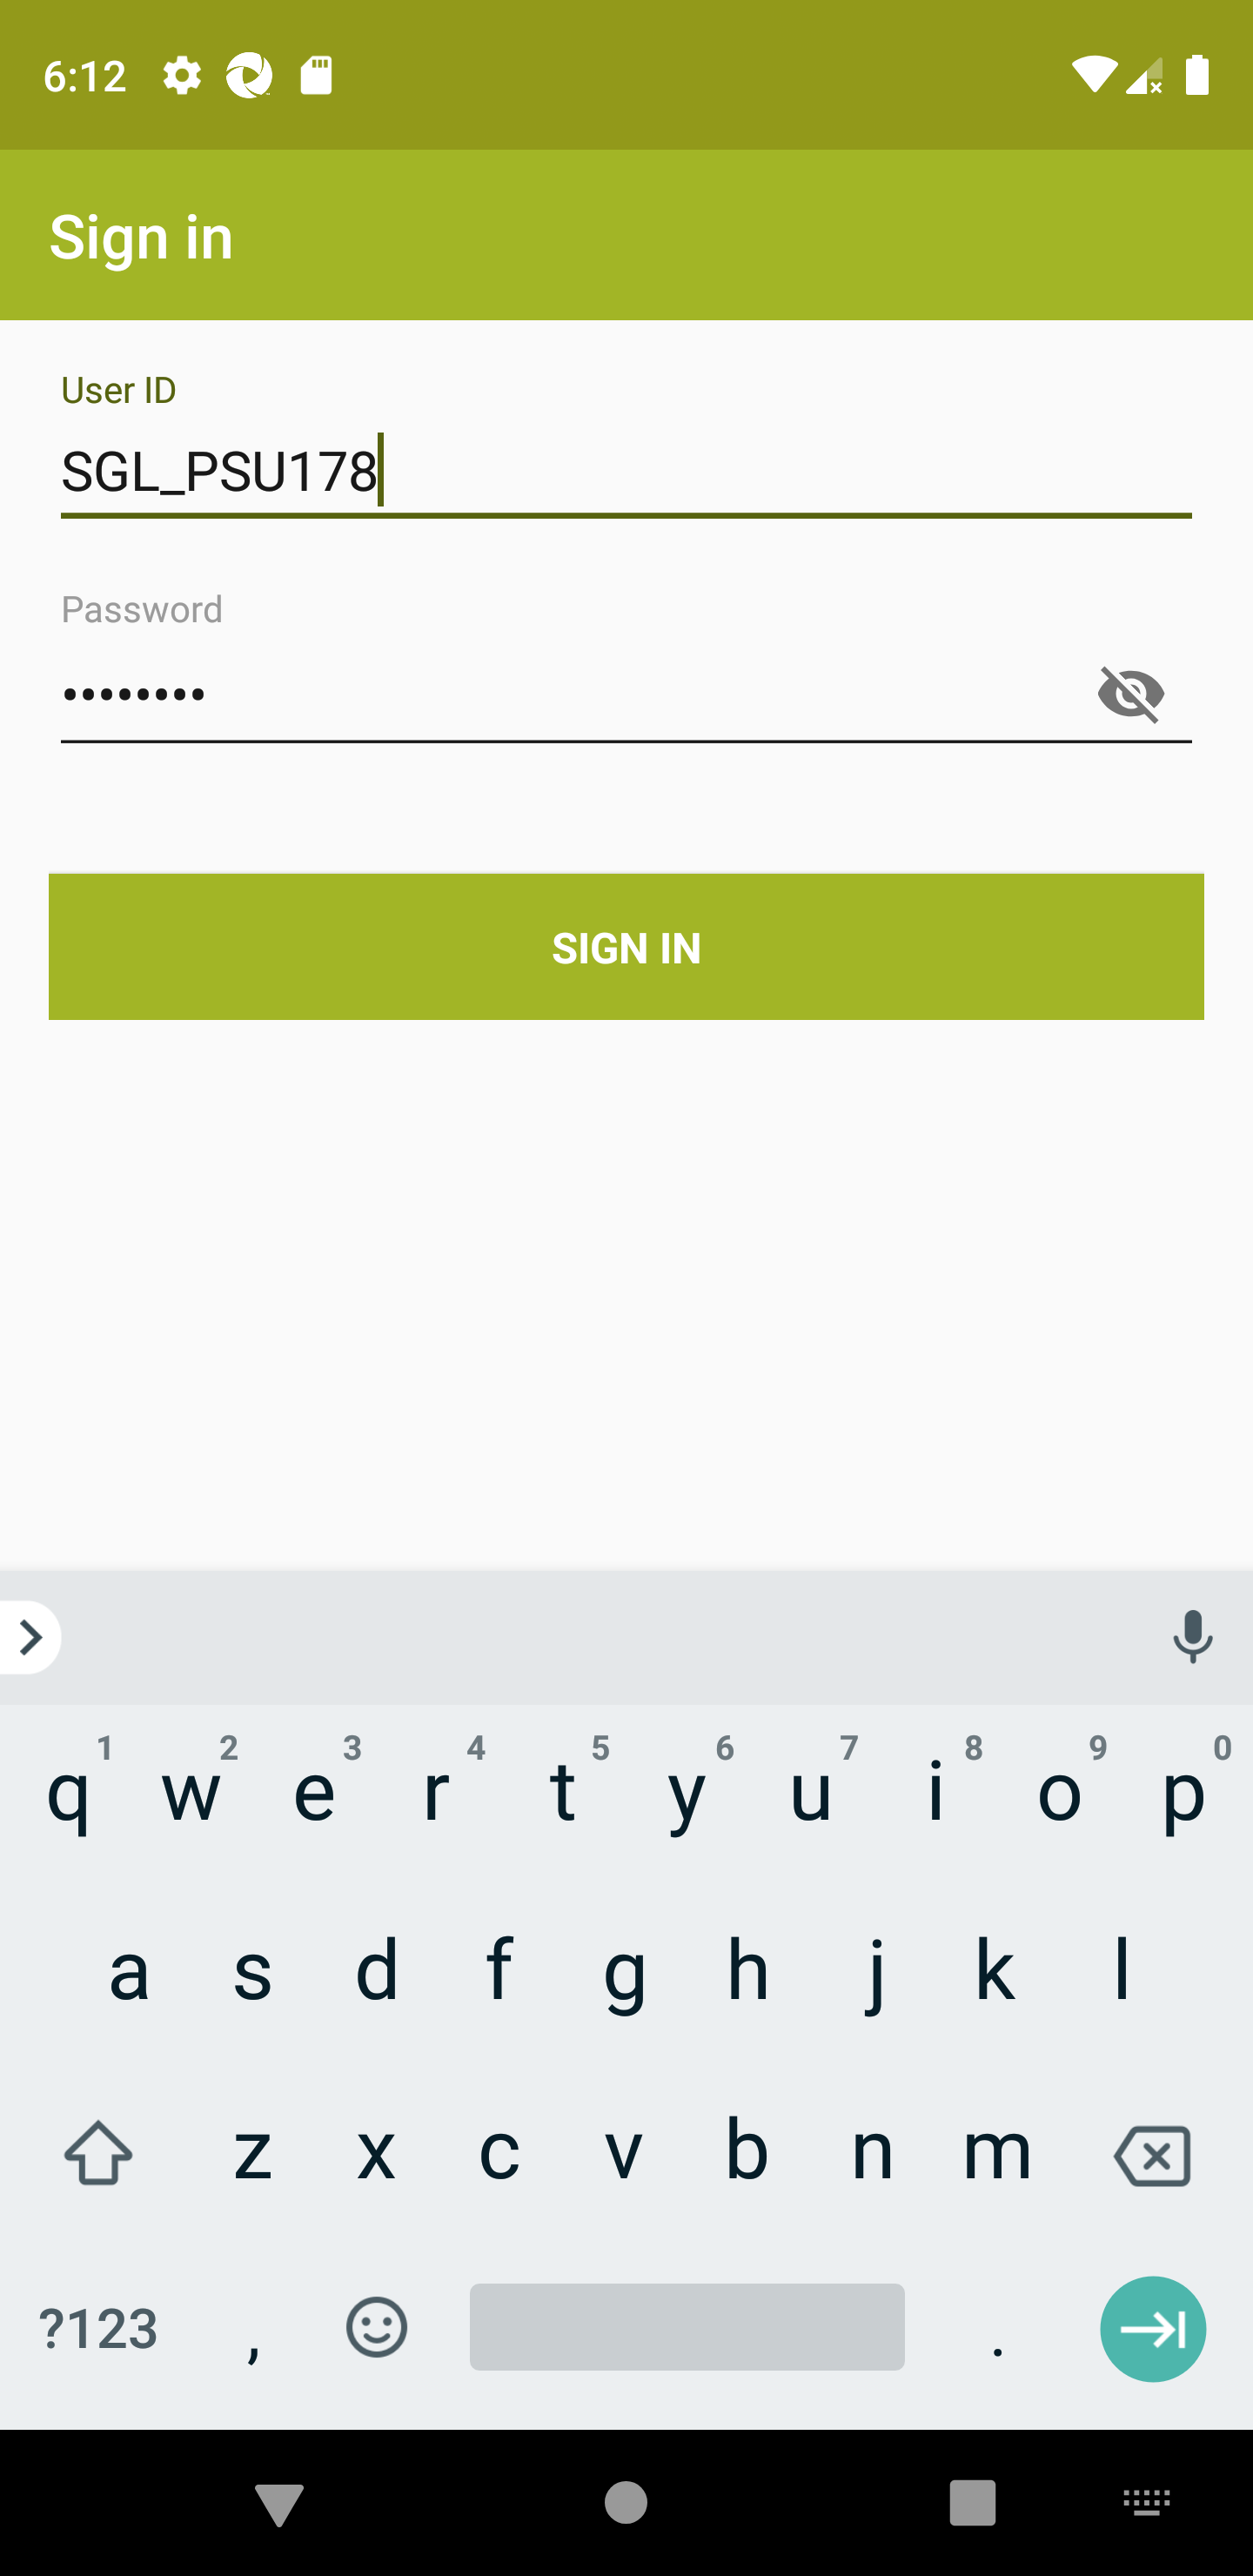 6:12
Sign in
User ID
SGL_PSU178
Password
••••••••
SIGN IN
1 2 3 4 5 6 7 8 9 0
q w e r t y u i o p
a s d f g h j k l
z x c v b n m
?123 , .